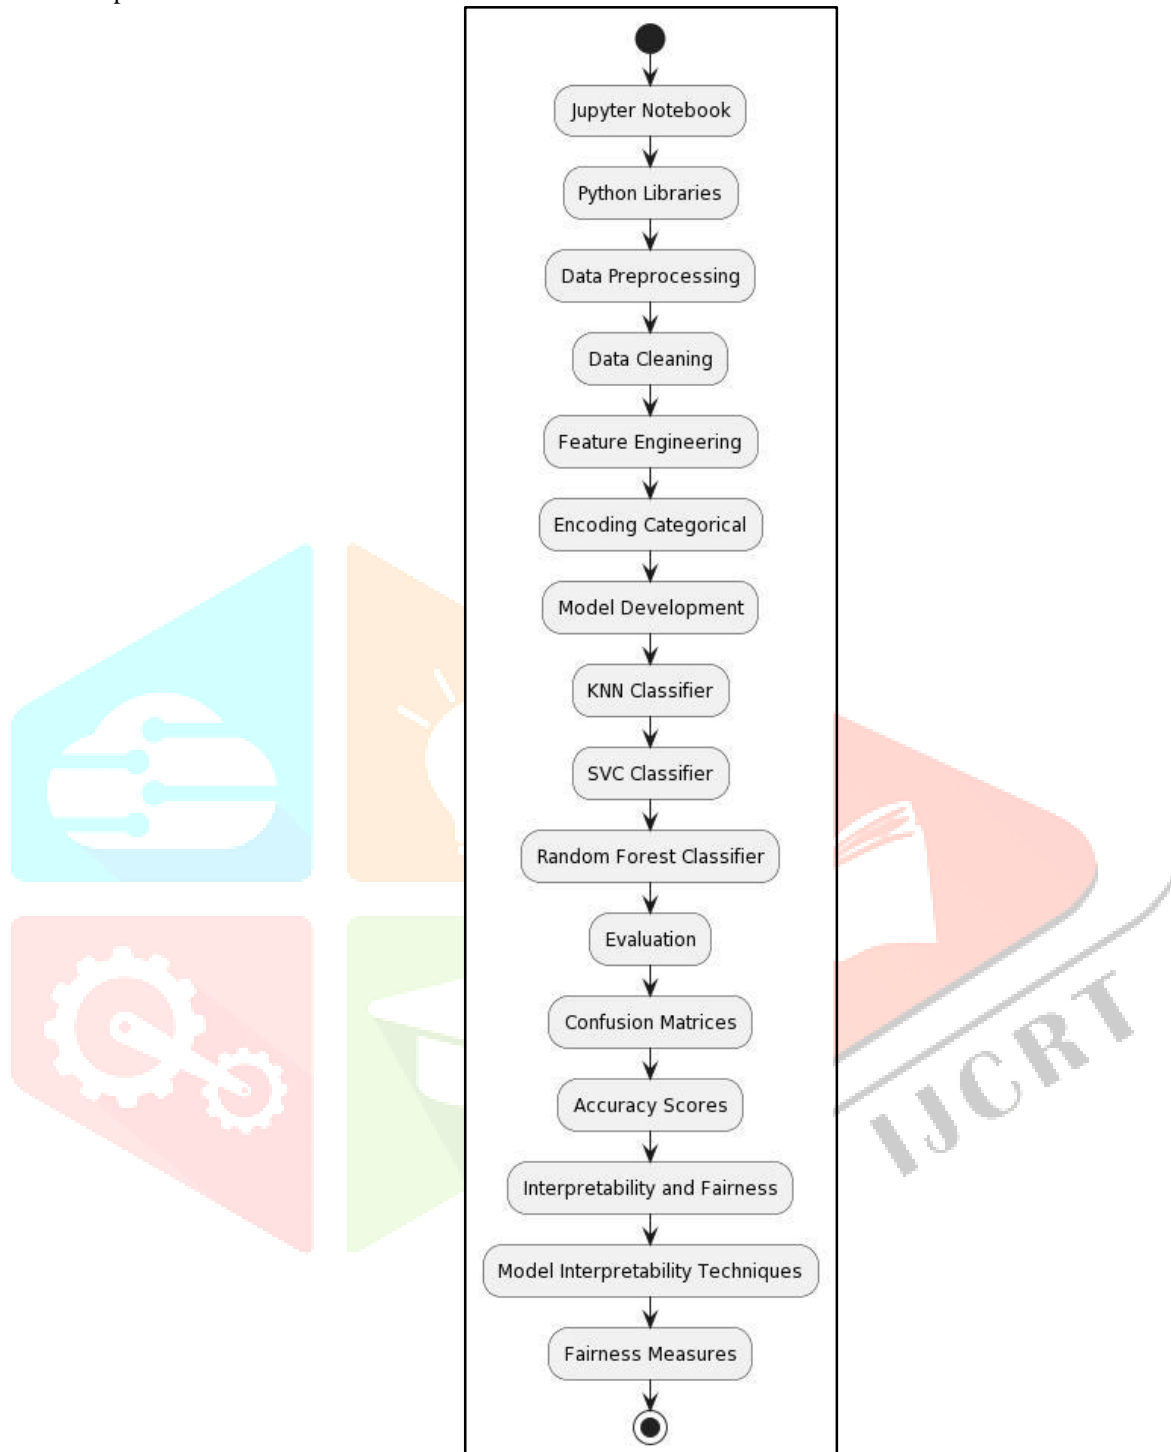 Jupyter Notebook
Python Libraries
Data Preprocessing
Data Cleaning
Feature Engineering
Encoding Categorical
Model Development
KNN Classifier
SVC Classifier
Random Forest Classifier
Evaluation
Confusion Matrices
Accuracy Scores
Interpretability and Fairness
Model Interpretability Techniques
Fairness Measures
IJCRT